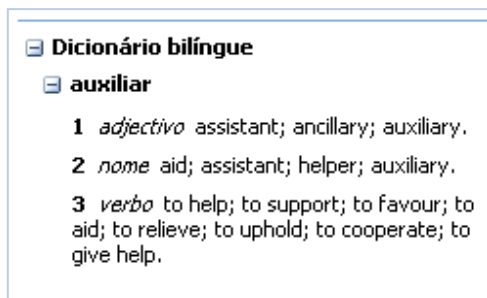 Dicionário bilíngue
auxiliar
1 adjectivo assistant; ancillary; auxiliary.
2 nome aid; assistant; helper; auxiliary.
3 verbo to help; to support; to favour; to
aid; to relieve; to uphold; to cooperate; to
give help.